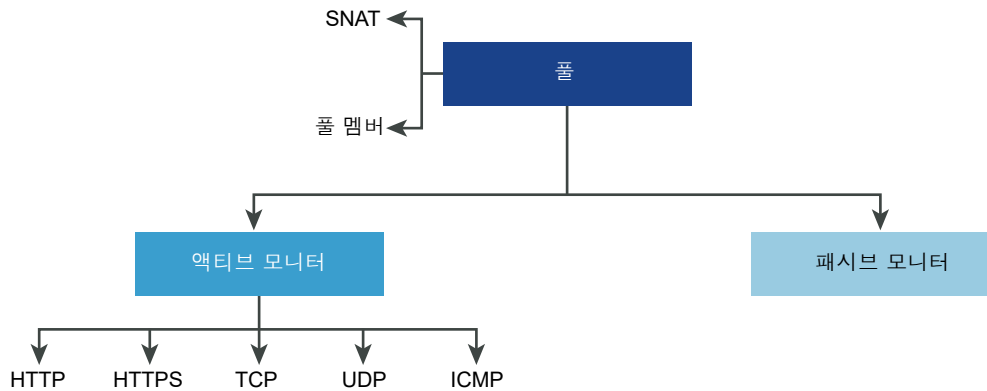 SNAT
풀
풀 멤버
액티브 모니터
패시브 모니터
HTTP
HTTPS
TCP
UDP
ICMP